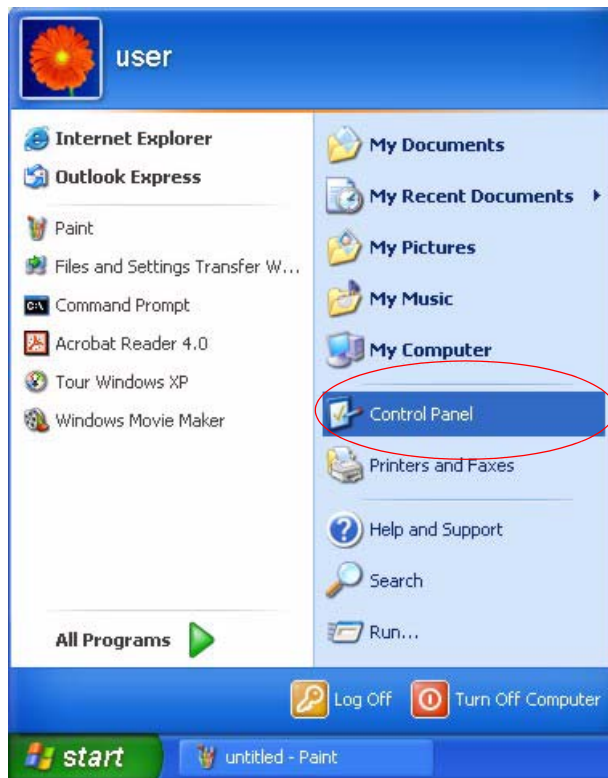 user
Internet Explorer
Outlook Express
Paint
Files and Settings Transfer W...
C:\
Command Prompt
Acrobat Reader 4.0
Tour Windows XP
Windows Movie Maker
All Programs
My Documents
My Recent Documents
My Pictures
My Music
My Computer
Control Panel
Printers and Faxes
Help and Support
Search
Run...
Log Off
Turn Off Computer
start
untitled - Paint